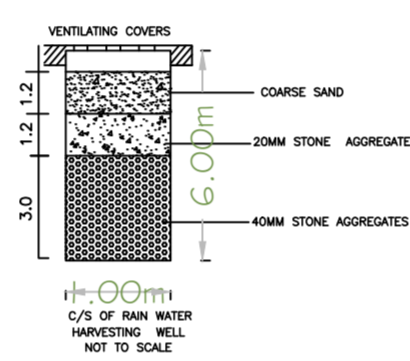 VENTILATING COVERS
1.2
COARSE SAND
1.2
20MM STONE AGGREGATE
6.00m
3.0
40MM STONE AGGREGATES
1.00m
C/S OF RAIN WATER
HARVESTING WELL
NOT TO SCALE